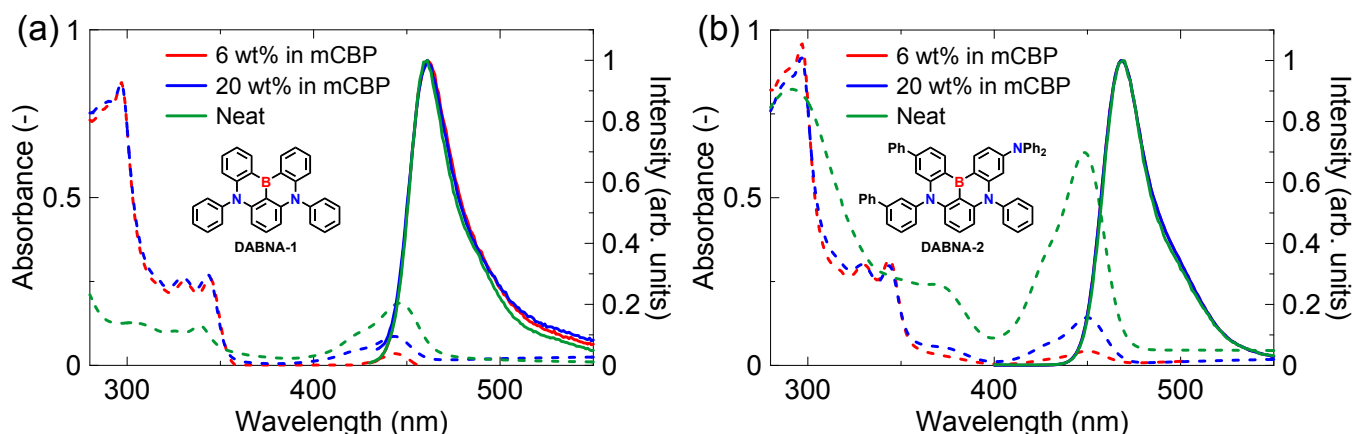 (a)
1
6 wt% in mCBP
20 wt% in mCBP
Neat
B
N
N
DABNA-1
0.5
0
Absorbance (-)
300
400
500
Wavelength (nm)
1
0.8
0.6
0.4
0.2
0
Intensity (arb. units)
(b)
1
6 wt% in mCBP
20 wt% in mCBP
Neat
Ph
NPh₂
B
Ph
N
N
DABNA-2
0.5
0
Absorbance (-)
300
400
500
Wavelength (nm)
1
0.8
0.6
0.4
0.2
0
Intensity (arb. units)